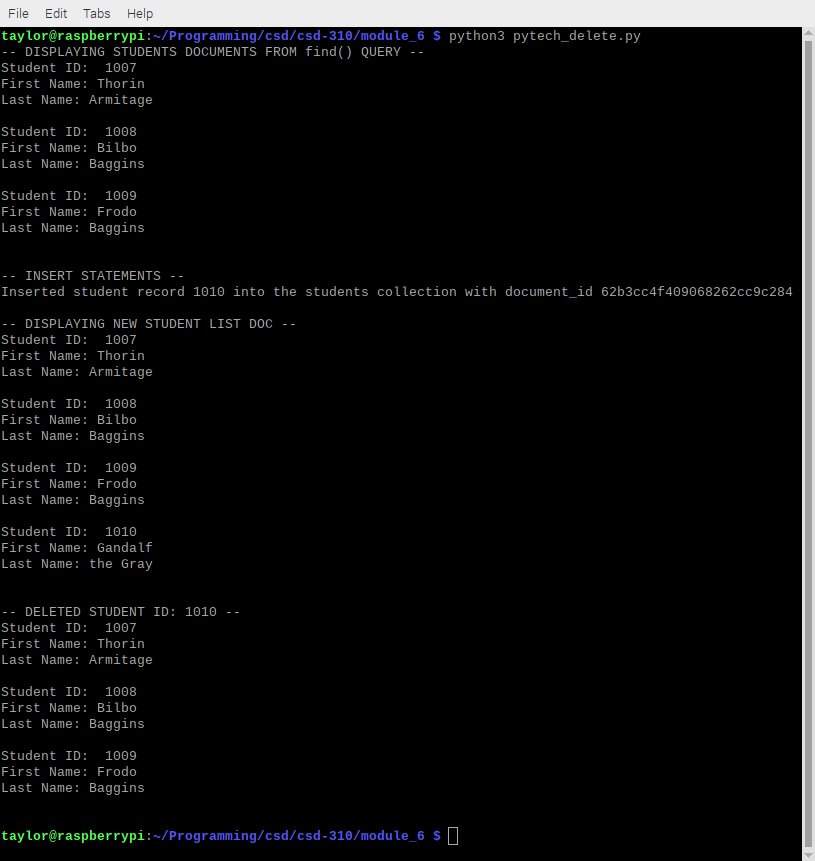 File Edit Tabs Help
taylor@raspberrypi:~/Programming/csd/csd-310/module_6 $ python3 pytech_delete.py
-- DISPLAYING STUDENTS DOCUMENTS FROM find() QUERY --
Student ID:  1007
First Name: Thorin
Last Name: Armitage

Student ID:  1008
First Name: Bilbo
Last Name: Baggins

Student ID:  1009
First Name: Frodo
Last Name: Baggins

-- INSERT STATEMENTS --
Inserted student record 1010 into the students collection with document_id 62b3cc4f409068262cc9c284

-- DISPLAYING NEW STUDENT LIST DOC --
Student ID:  1007
First Name: Thorin
Last Name: Armitage

Student ID:  1008
First Name: Bilbo
Last Name: Baggins

Student ID:  1009
First Name: Frodo
Last Name: Baggins

Student ID:  1010
First Name: Gandalf
Last Name: the Gray

-- DELETED STUDENT ID: 1010 --
Student ID:  1007
First Name: Thorin
Last Name: Armitage

Student ID:  1008
First Name: Bilbo
Last Name: Baggins

Student ID:  1009
First Name: Frodo
Last Name: Baggins

taylor@raspberrypi:~/Programming/csd/csd-310/module_6 $